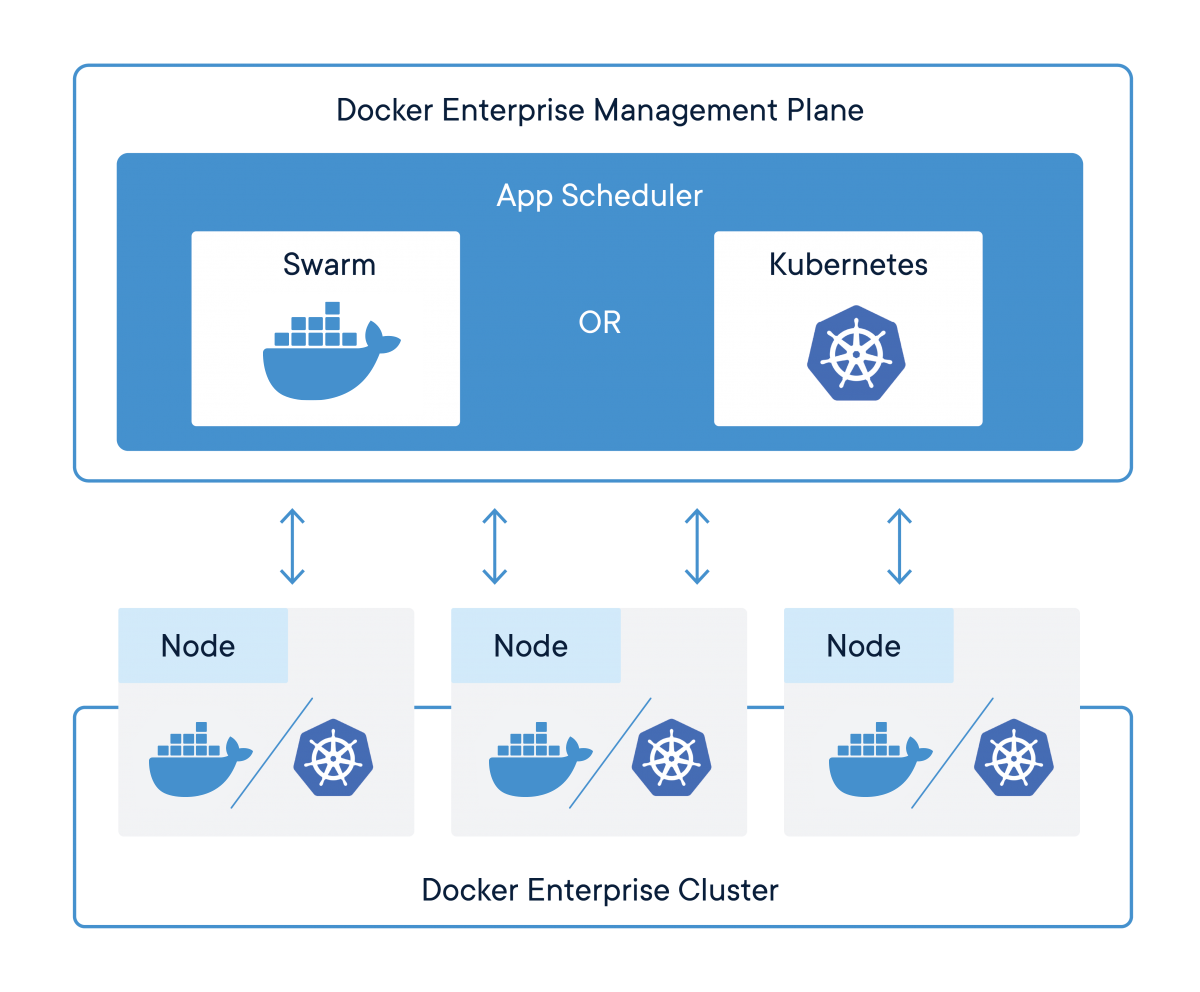 Docker Enterprise Management Plane
App Scheduler
Swarm
OR
Kubernetes
Node
Node
Node
Docker Enterprise Cluster